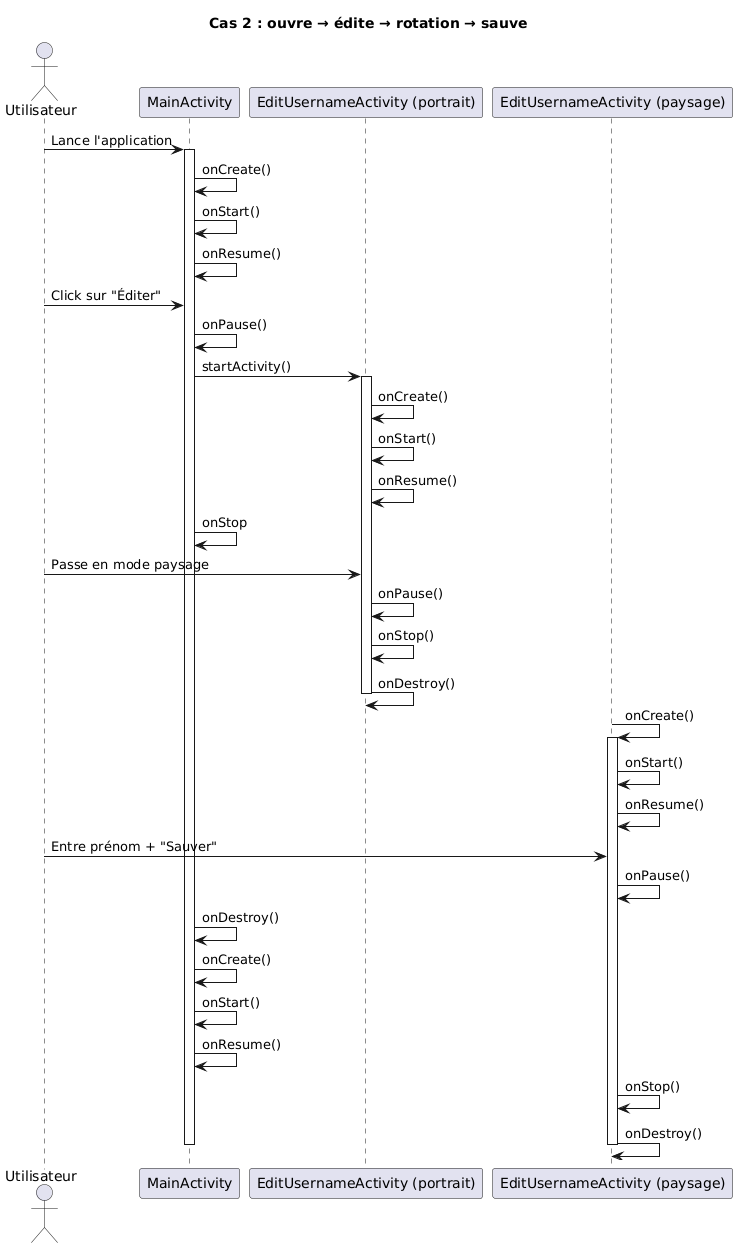 Cas 2 : ouvre → édite → rotation → sauve
Utilisateur
MainActivity
EditUsernameActivity (portrait)
EditUsernameActivity (paysage)
Lance l'application
onCreate()
onStart()
onResume()
Click sur "Éditer"
onPause()
startActivity()
onCreate()
onStart()
onResume()
onStop
Passe en mode paysage
onPause()
onStop()
onDestroy()
onCreate()
onStart()
onResume()
Entre prénom + "Sauver"
onPause()
onDestroy()
onCreate()
onStart()
onResume()
onStop()
onDestroy()
Utilisateur
MainActivity
EditUsernameActivity (portrait)
EditUsernameActivity (paysage)